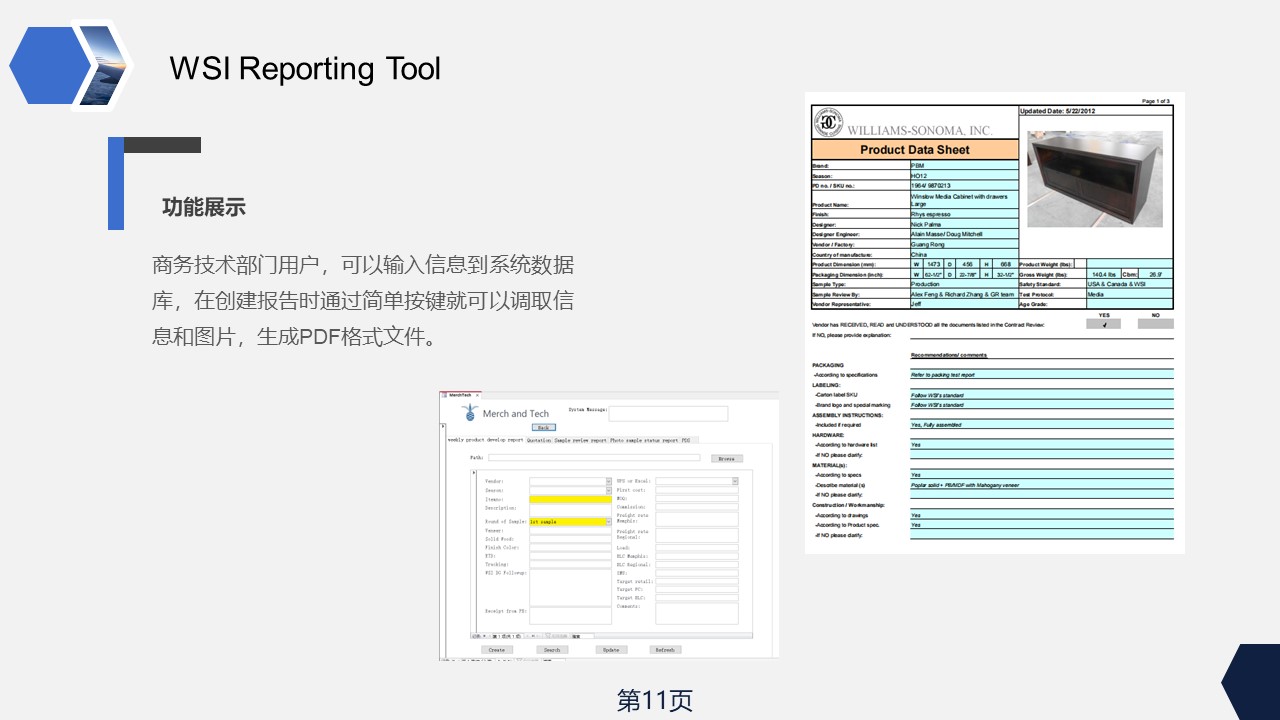 WSI Reporting Tool
功能展示
商务技术部门用户，可以输入信息到系统数据
库，在创建报告时通过简单按键就可以调取信
息和图片，生成PDF格式文件。
MerchTech
Merch and Tech
System Message:
Back
weekly product develop report Quotation Sample review report Photo sample status report PDS
Path:
Browse
Vendor:
Season:
Items:
Description:
Round of Sample: 1st sample
Veneer:
Solid Wood:
Finish Color:
ETD:
Tracking:
Receipt from FE:
First cost:
MOQ:
Commission:
Freight rate
Memphis:
Freight rate
Regional:
Load:
DLC Memphis:
DLC Regional:
Target retail:
Target FC:
Target DLC:
Comments:
Create Search Update Refresh
Page 1 of 3
WILLIAMS-SONOMA, INC.
Updated Date: 5/22/2012
Product Data Sheet
Brand: PBM
Season: HO12
PD no. / SKU no.: 1964/ 9870213
Product Name: Winslow Media Cabinet with drawers
Large
Finish: Rhys espresso
Designer: Nick Palma
Designer Engineer: Alain Masse/ Doug Mitchell
Vendor / Factory: Guang Rong
Country of manufacture: China
Product Dimension (mm): W 1473 D 456 H 668 Product Weight (lbs):
Packaging Dimension (inch): W 62-1/2" D 22-7/8" H 32-1/2" Gross Weight (lbs): 140.4 lbs Cbm: 26.9'
Sample Type: Production Safety Standard: USA & Canada & WSI
Sample Review By: Alex Feng & Richard Zhang & GR team Test Protocol: Media
Vendor Representative: Jeff Age Grade:
YES NO
Vendor has RECEIVED, READ and UNDERSTOOD all the documents listed in the Contract Review: √
If NO, please provide explanation:
Recommendations/ comments
PACKAGING
-According to specifications Refer to packing test report
LABELING:
-Carton label SKU Follow WSI's standard
-Brand logo and special marking Follow WSI's standard
ASSEMBLY INSTRUCTIONS:
-Included if required Yes, Fully assembled
HARDWARE:
-According to hardware list Yes
-If NO please clarify:
MATERIAL(s):
-According to specs Yes
-Describe material (s) Poplar solid + PB/MDF with Mahogany veneer
-If NO please clarify:
Construction / Workmanship:
-According to drawings Yes
-According to Product spec. Yes
-If NO please clarify:
第11页